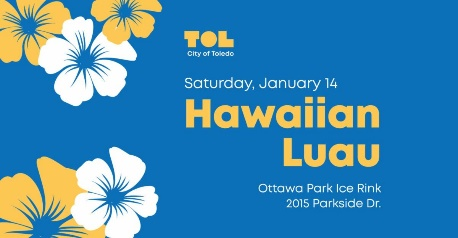 TOL
City of Toledo
Saturday, January 14
Hawaiian
Luau
Ottawa Park Ice Rink
2015 Parkside Dr.